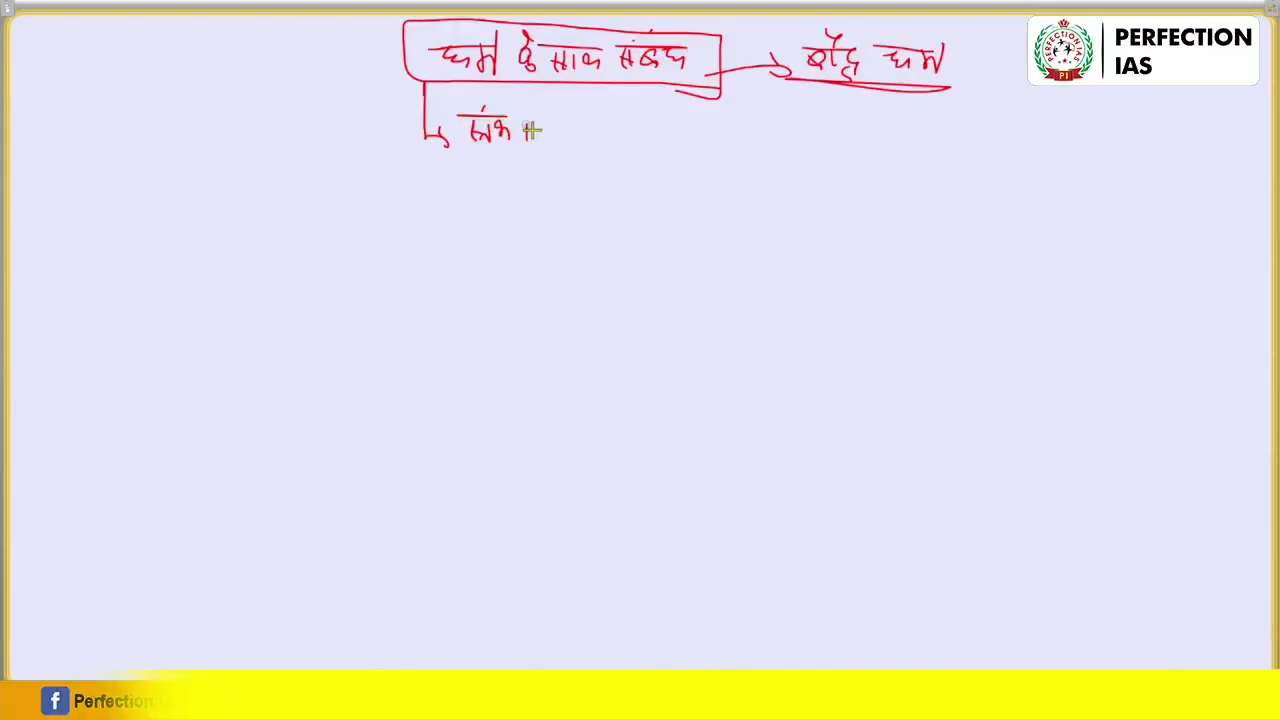 धर्म के साथ संबंध → बौद्ध धर्म
PERFECTION IAS
स्तंभ
Perfection